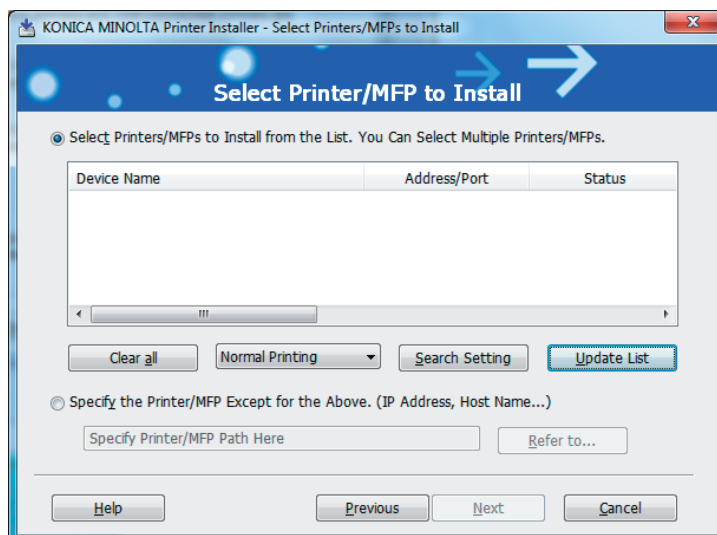 KONICA MINOLTA Printer Installer - Select Printers/MFPs to Install
Select Printer/MFP to Install
Select Printers/MFPs to Install from the List. You Can Select Multiple Printers/MFPs.
Device Name Address/Port Status
Clear all Normal Printing Search Setting Update List
Specify the Printer/MFP Except for the Above. (IP Address, Host Name...)
Specify Printer/MFP Path Here Refer to...
Help Previous Next Cancel